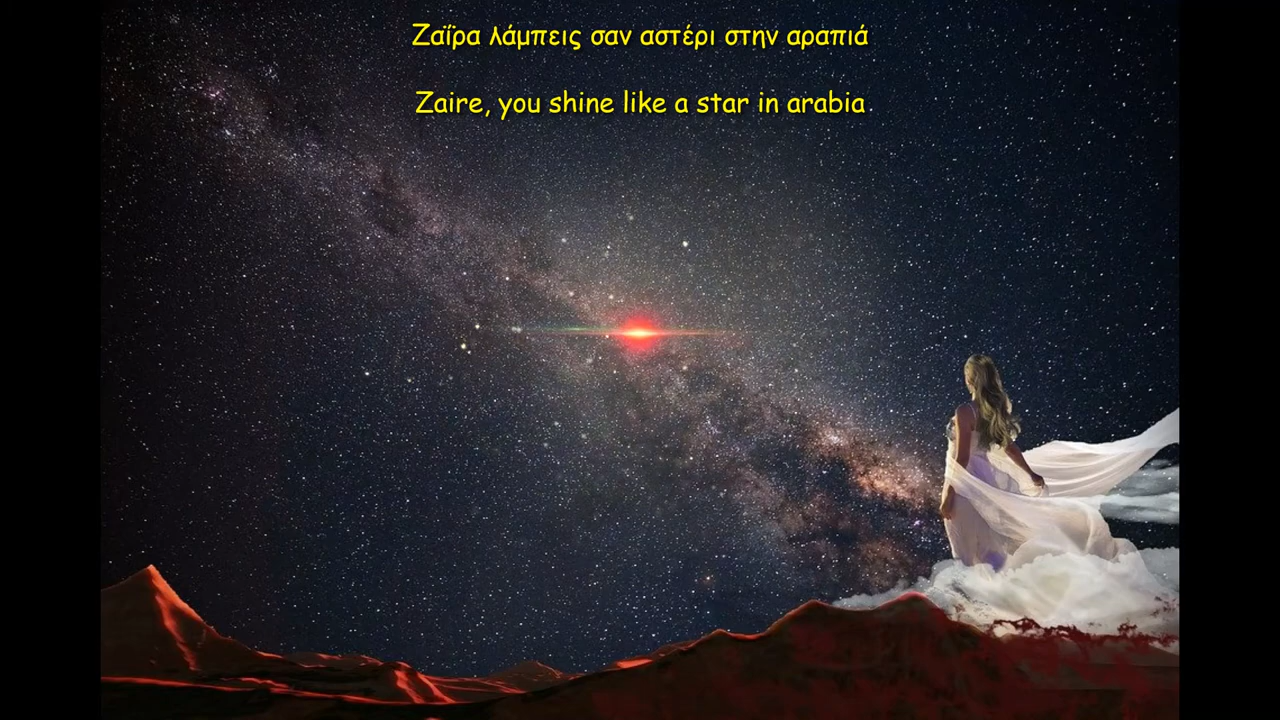 Ζαΐρα λάμπεις σαν αστέρι στην αραπιά
Zaire, you shine like a star in arabia